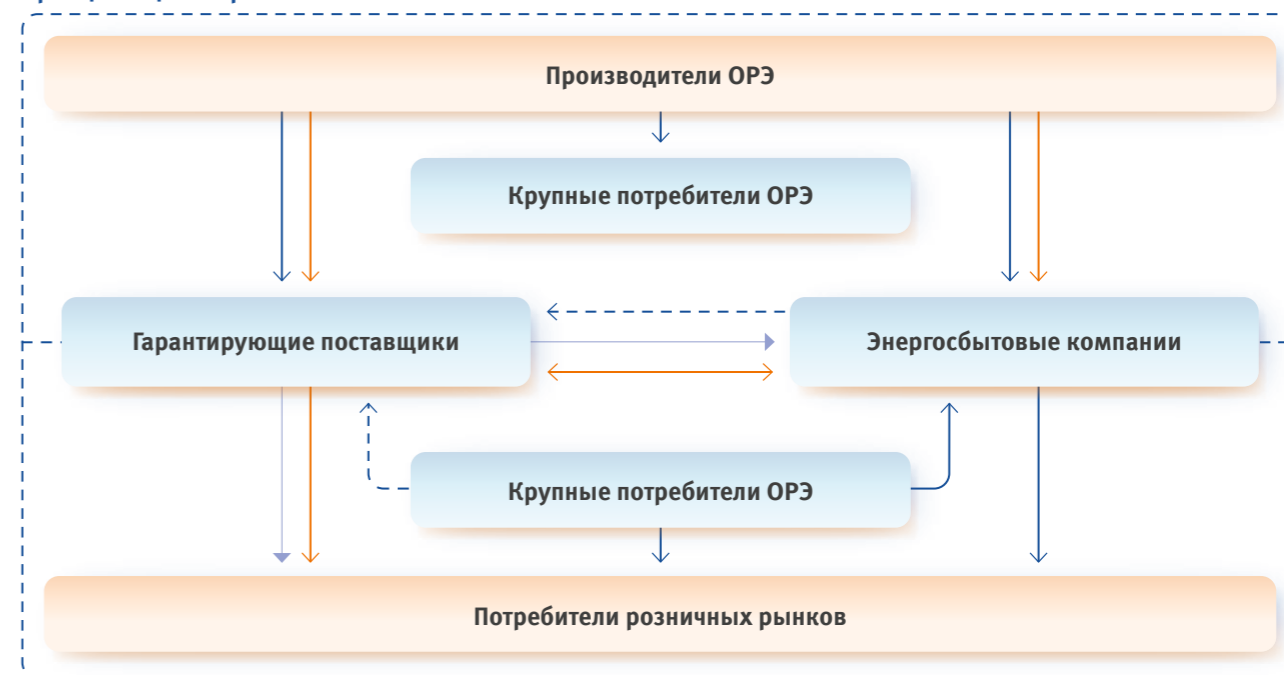 Производители ОРЭ
Крупные потребители ОРЭ
Гарантирующие поставщики
Энергосбытовые компании
Крупные потребители ОРЭ
Потребители розничных рынков